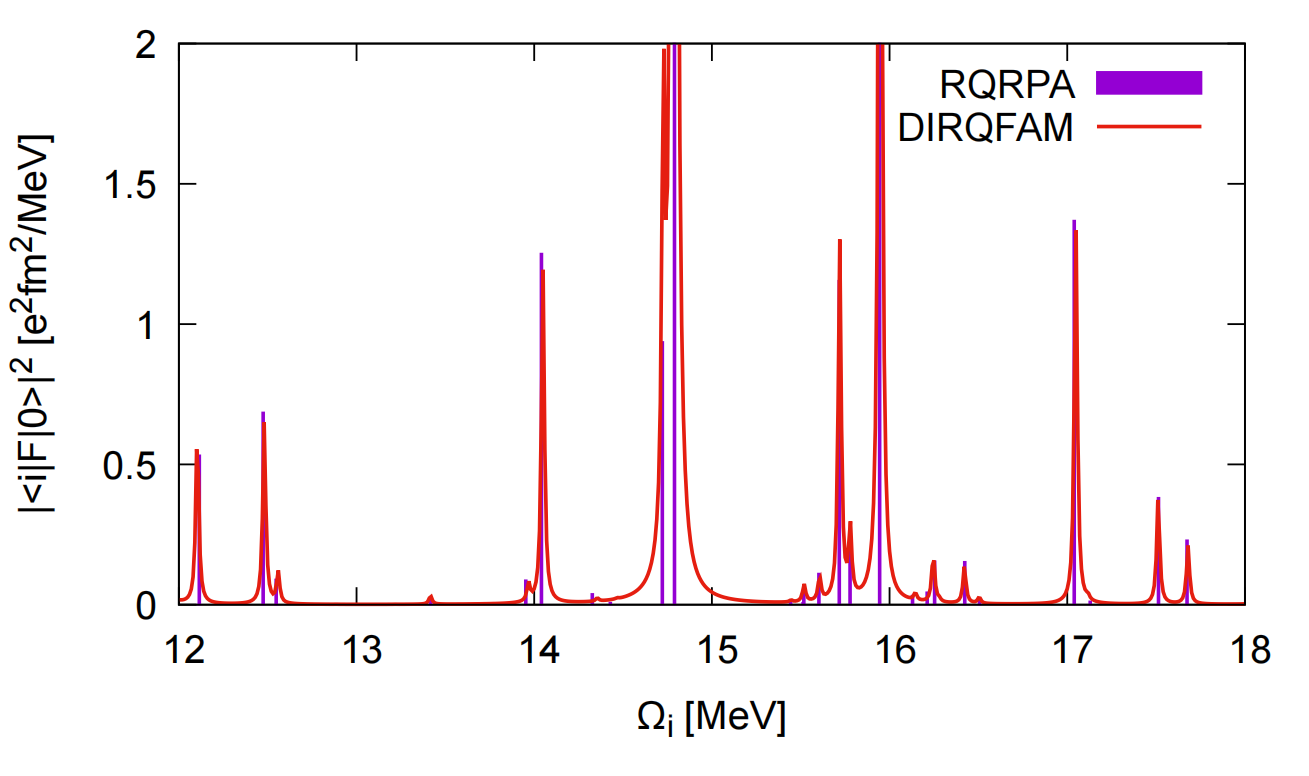 2
1.5
1
0.5
0
|<i|F|0>|² [e²fm²/MeV]
RQRPA
DIRQFAM
12 13 14 15 16 17 18
Ωᵢ [MeV]